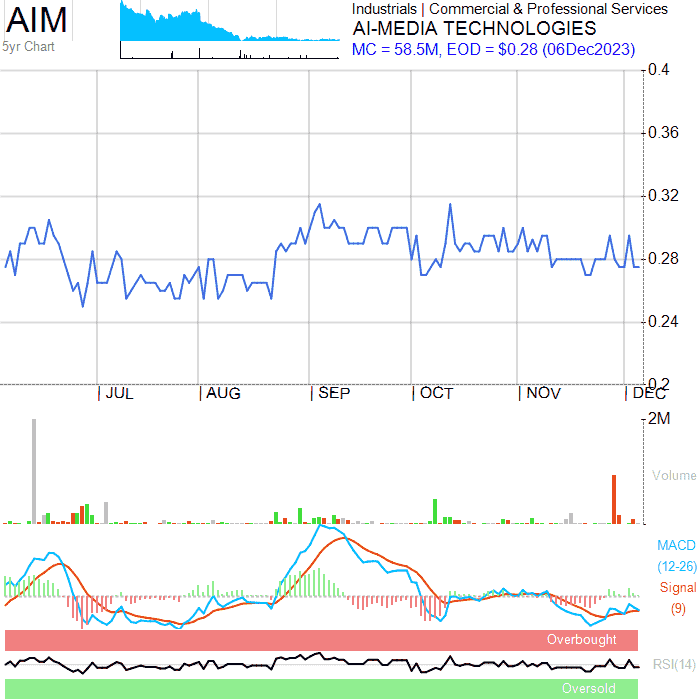 AIM
5yr Chart
Industrials | Commercial & Professional Services
AI-MEDIA TECHNOLOGIES
MC = 58.5M, EOD = $0.28 (06Dec2023)
0.4
0.36
0.32
0.28
0.24
0.2
| JUL | AUG | SEP | OCT | NOV | DEC
2M
Volume
MACD
(12-26)
Signal
(9)
Overbought
RSI(14)
Oversold